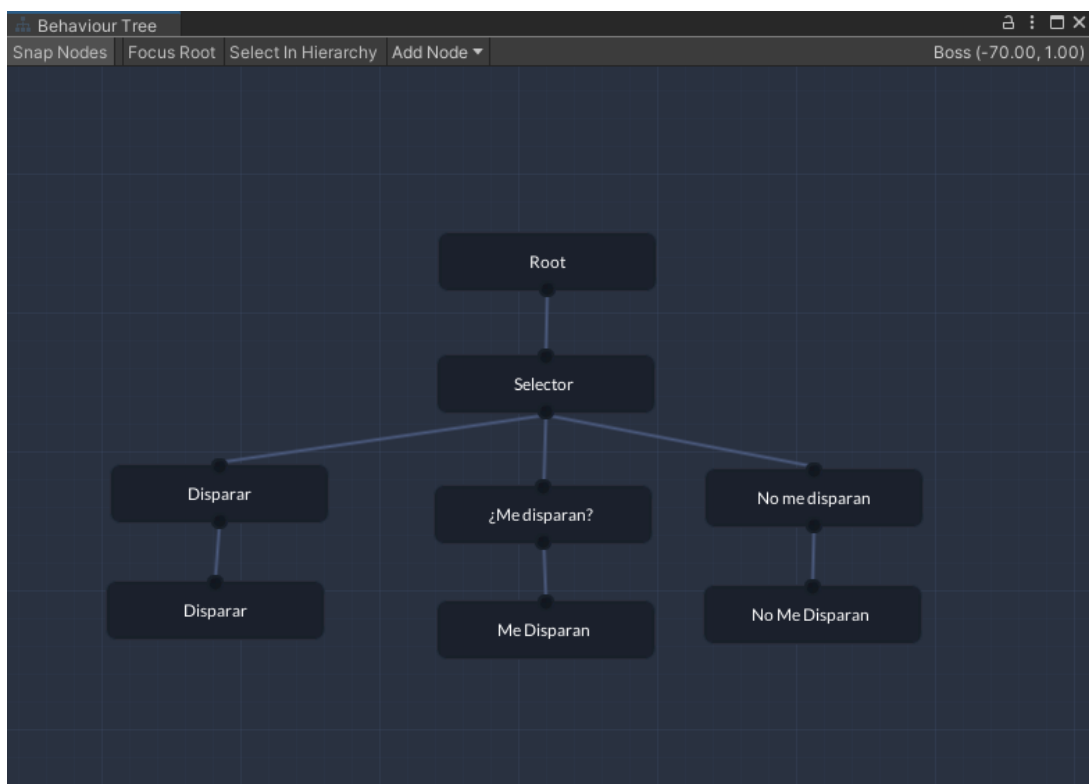 Behaviour Tree
Snap Nodes Focus Root Select In Hierarchy Add Node Boss (-70.00, 1.00)
Root
Selector
Disparar
¿Me disparan?
No me disparan
Disparar
Me Disparan
No Me Disparan